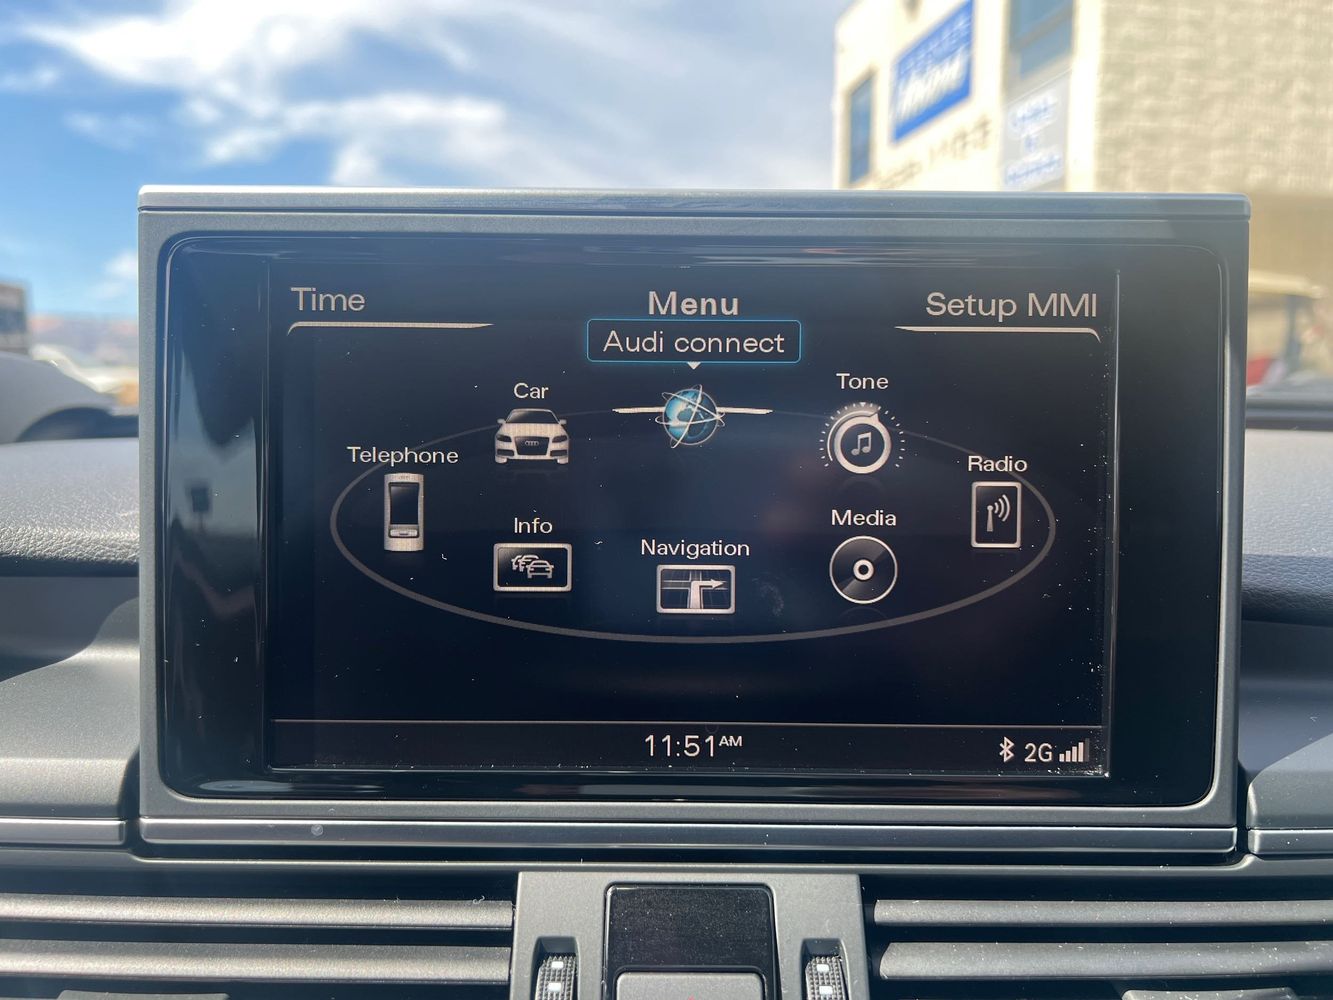 Time
Menu
Setup MMI
Audi connect
Car
Tone
Telephone
Radio
Info
Media
Navigation
11:51AM
2G